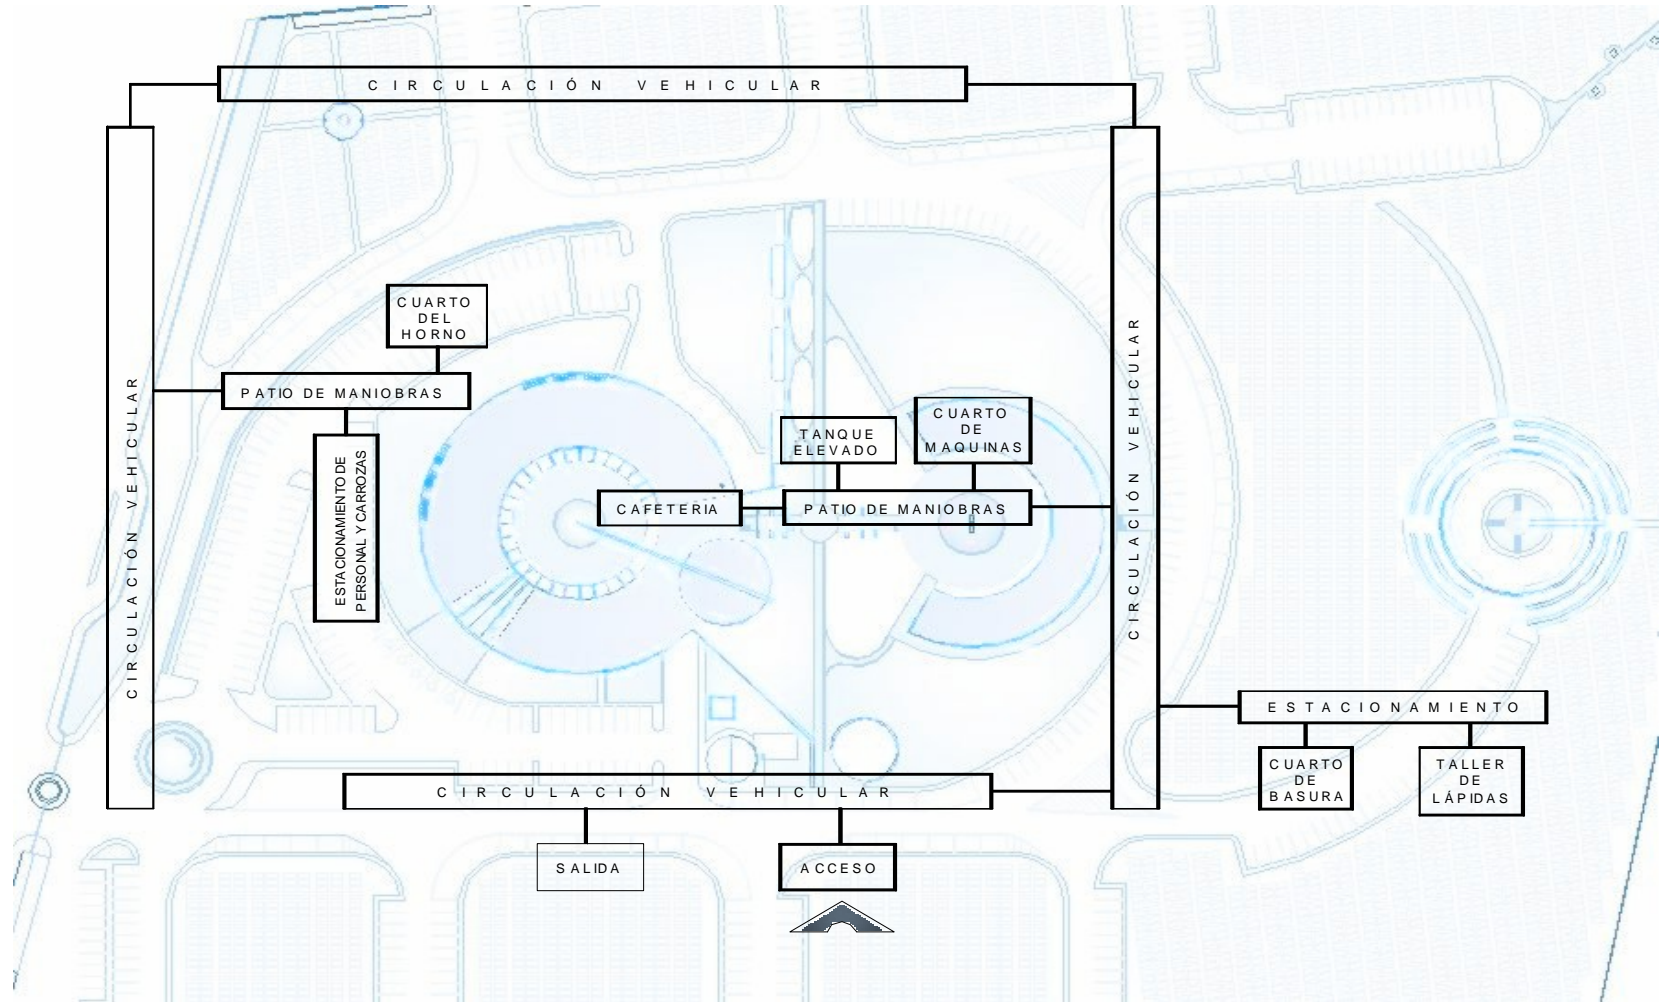 CIRCULACIÓN VEHICULAR
CIRCULACIÓN VEHICULAR
CUARTO
DEL
HORNO
PATIO DE MANIOBRAS
ESTACIONAMIENTO DE
PERSONAL Y CARROZAS
TANQUE
ELEVADO
CUARTO
DE
MAQUINAS
CAFETERIA
PATIO DE MANIOBRAS
CIRCULACIÓN VEHICULAR
ESTACIONAMIENTO
CUARTO
DE
BASURA
TALLER
DE
LÁPIDAS
CIRCULACIÓN VEHICULAR
SALIDA
ACCESO